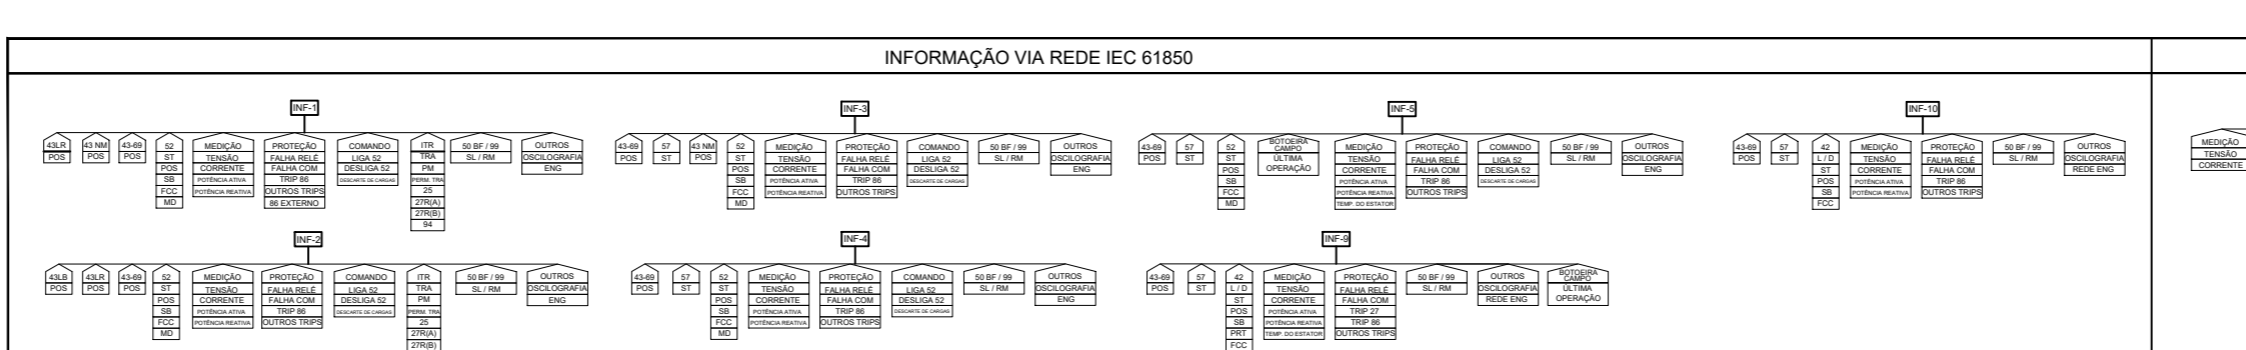 INFORMAÇÃO VIA REDE IEC 61850
INF-1
43LR
POS
43 NM
POS
43-69
POS
52
ST
POS
SB
FCC
MD
MEDIÇÃO
TENSÃO
CORRENTE
POTÊNCIA ATIVA
POTÊNCIA REATIVA
PROTEÇÃO
FALHA RELÉ
FALHA COM
TRIP 86
OUTROS TRIPS
86 EXTERNO
COMANDO
LIGA 52
DESLIGA 52
DESCARTE DE CARGAS
ITR
TRA
PM
PERM. TRA
25
27R(A)
27R(B)
94
50 BF / 99
SL / RM
OUTROS
OSCILOGRAFIA
ENG
INF-3
43-69
POS
57
ST
43 NM
POS
52
ST
POS
SB
FCC
MD
MEDIÇÃO
TENSÃO
CORRENTE
POTÊNCIA ATIVA
POTÊNCIA REATIVA
PROTEÇÃO
FALHA RELÉ
FALHA COM
TRIP 86
OUTROS TRIPS
COMANDO
LIGA 52
DESLIGA 52
DESCARTE DE CARGAS
50 BF / 99
SL / RM
OUTROS
OSCILOGRAFIA
ENG
INF-5
43-69
POS
57
ST
52
ST
POS
SB
FCC
MD
BOTOEIRA
CAMPO
ÚLTIMA
OPERAÇÃO
MEDIÇÃO
TENSÃO
CORRENTE
POTÊNCIA ATIVA
POTÊNCIA REATIVA
TEMP. DO ESTATOR
PROTEÇÃO
FALHA RELÉ
FALHA COM
TRIP 86
OUTROS TRIPS
COMANDO
LIGA 52
DESLIGA 52
DESCARTE DE CARGAS
50 BF / 99
SL / RM
OUTROS
OSCILOGRAFIA
ENG
INF-10
43-69
POS
57
ST
42
L / D
ST
POS
SB
FCC
MEDIÇÃO
TENSÃO
CORRENTE
POTÊNCIA ATIVA
POTÊNCIA REATIVA
PROTEÇÃO
FALHA RELÉ
FALHA COM
TRIP 86
OUTROS TRIPS
50 BF / 99
SL / RM
OUTROS
OSCILOGRAFIA
REDE ENG
MEDIÇÃO
TENSÃO
CORRENTE
INF-2
43LB
POS
43LR
POS
43-69
POS
52
ST
POS
SB
FCC
MD
MEDIÇÃO
TENSÃO
CORRENTE
POTÊNCIA ATIVA
POTÊNCIA REATIVA
PROTEÇÃO
FALHA RELÉ
FALHA COM
TRIP 86
OUTROS TRIPS
COMANDO
LIGA 52
DESLIGA 52
DESCARTE DE CARGAS
ITR
TRA
PM
PERM. TRA
25
27R(A)
27R(B)
50 BF / 99
SL / RM
OUTROS
OSCILOGRAFIA
ENG
INF-4
43-69
POS
57
ST
52
ST
POS
SB
FCC
MD
MEDIÇÃO
TENSÃO
CORRENTE
POTÊNCIA ATIVA
POTÊNCIA REATIVA
PROTEÇÃO
FALHA RELÉ
FALHA COM
TRIP 86
OUTROS TRIPS
COMANDO
LIGA 52
DESLIGA 52
DESCARTE DE CARGAS
50 BF / 99
SL / RM
OUTROS
OSCILOGRAFIA
ENG
INF-9
43-69
POS
57
ST
42
L / D
ST
POS
SB
PRT
FCC
MEDIÇÃO
TENSÃO
CORRENTE
POTÊNCIA ATIVA
POTÊNCIA REATIVA
TEMP. DO ESTATOR
PROTEÇÃO
FALHA RELÉ
FALHA COM
TRIP 27
TRIP 86
OUTROS TRIPS
50 BF / 99
SL / RM
OUTROS
OSCILOGRAFIA
REDE ENG
BOTOEIRA
CAMPO
ÚLTIMA
OPERAÇÃO